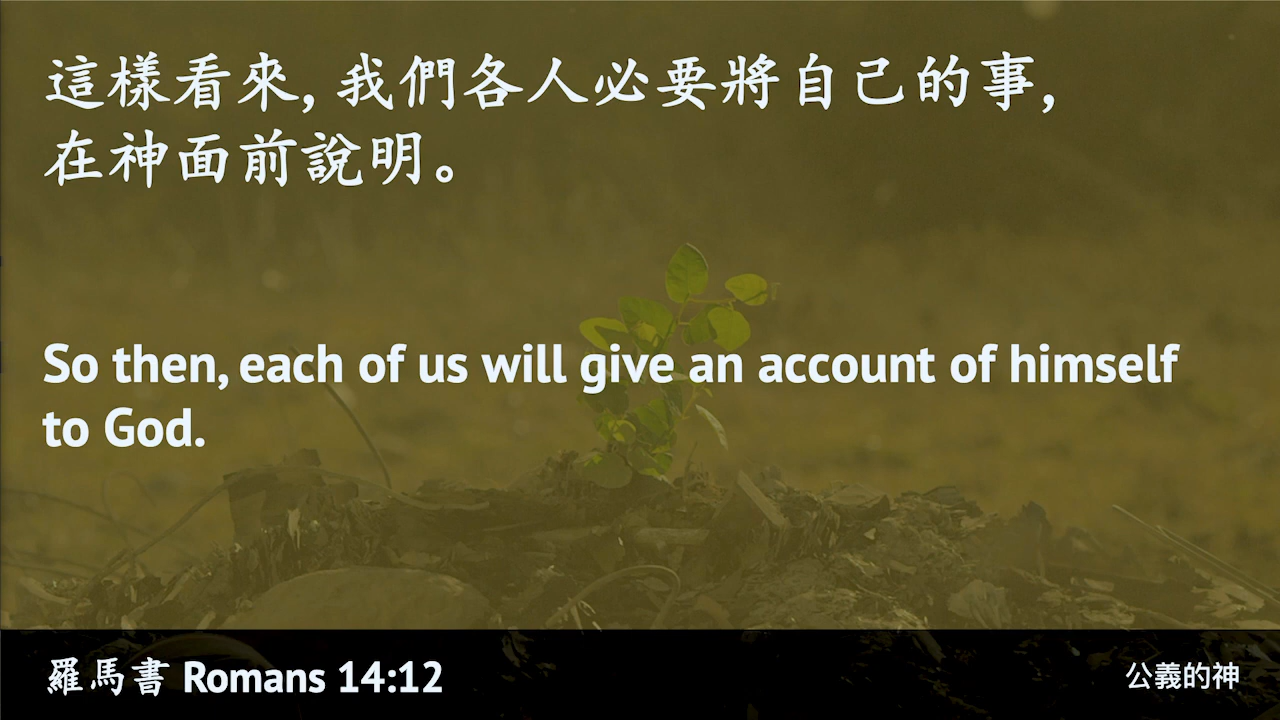 這樣看來, 我們各人必要將自己的事,
在神面前說明。
So then, each of us will give an account of himself
to God.
羅馬書 Romans 14:12
公義的神